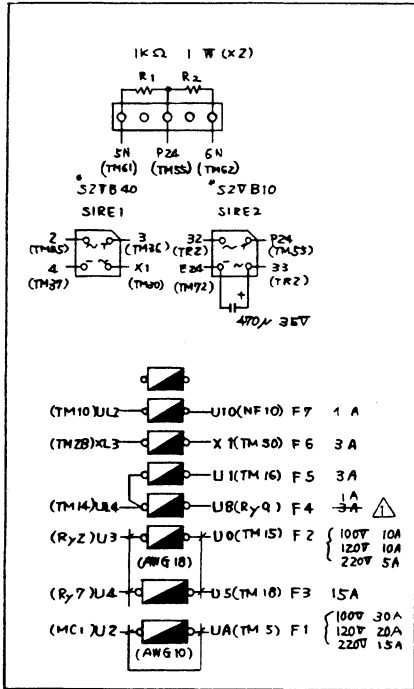 1KΩ 1W (x2)
R1 R2
5N P24 6N
(TM61) (TM55) (TM62)
*S2VB40 *S2VB10
SIRE1 SIRE2
2 ~ + 3 32 ~ + P24
(TM36) (TR2) (TM53)
4 - ~ X1 E24 - ~ 33
(TM37) (TM30) (TM72) (TR2)
+
470μ 35V
(TM10)UL2 U10(NF10) F7 1A
(TM28)XL3 X1(TM30) F6 3A
U1(TM16) F5 3A
1A
(TM14)UL4 U8(Ry9) F4 3A 1
(Ry2)U3 U0(TM15) F2 { 100V 10A
120V 10A
220V 5A
(AWG18)
(Ry7)U4 U5(TM18) F3 15A
(MC1)U2 UA(TM5) F1 { 100V 30A
120V 20A
220V 15A
(AWG10)